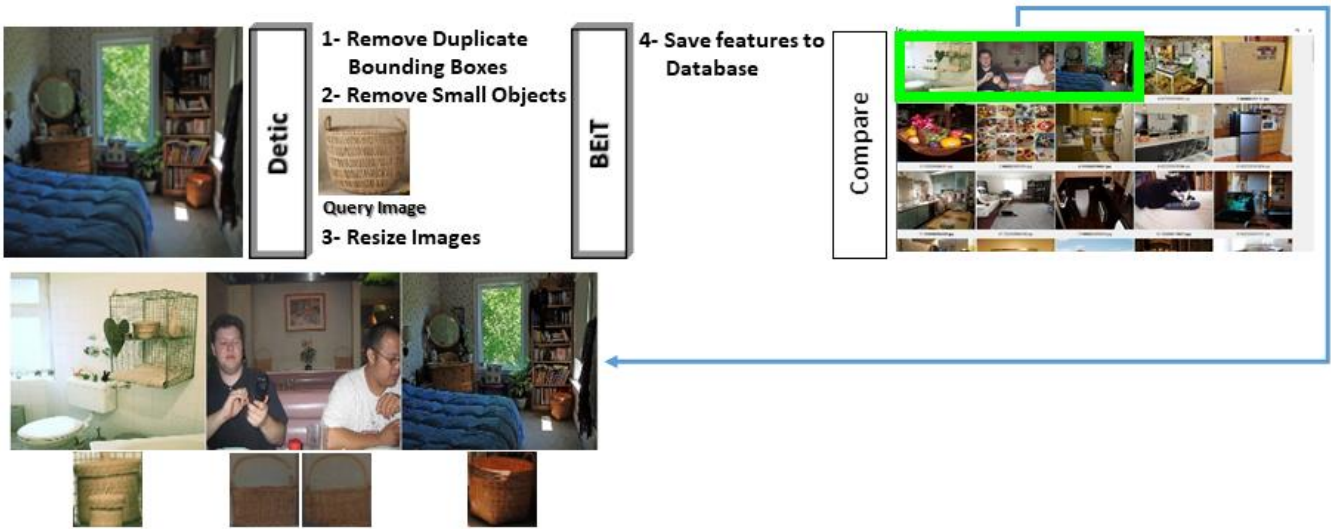 Detic
1- Remove Duplicate
Bounding Boxes
2- Remove Small Objects
Query Image
3- Resize Images
BEiT
4- Save features to
Database
Compare